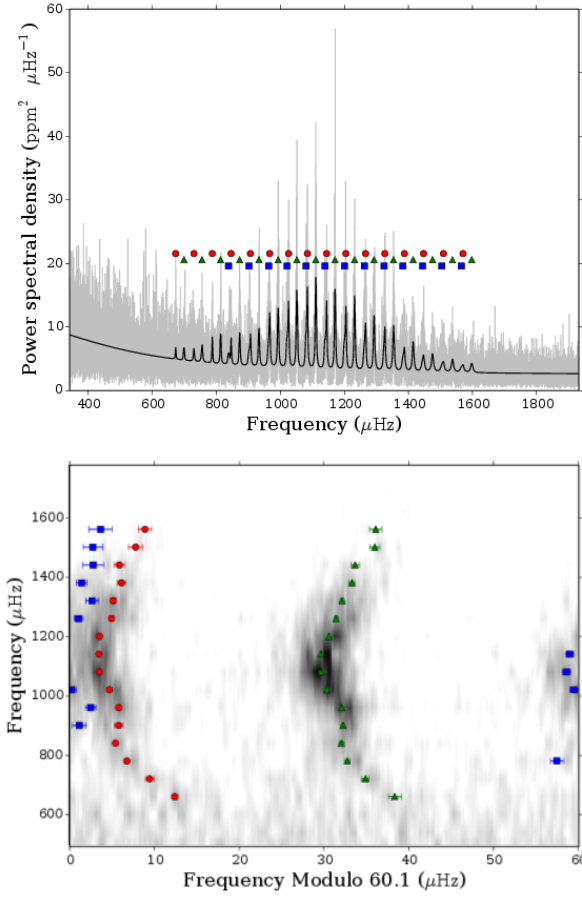 60
50
40
30
20
10
0
Power spectral density (ppm² μHz⁻¹)
400 600 800 1000 1200 1400 1600 1800
Frequency (μHz)
1600
1400
1200
1000
800
600
Frequency (μHz)
0 10 20 30 40 50 60
Frequency Modulo 60.1 (μHz)